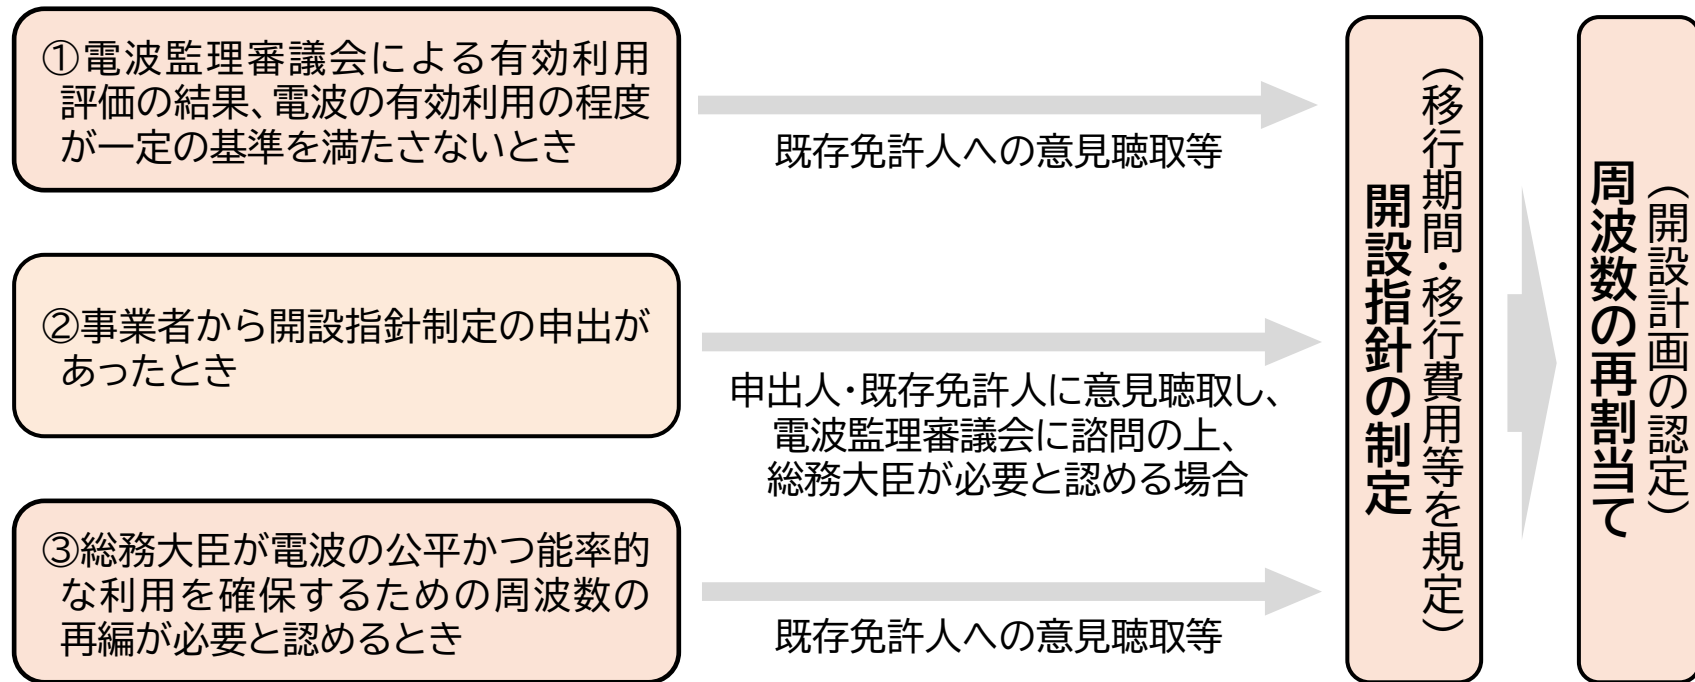 ①電波監理審議会による有効利用
評価の結果、電波の有効利用の程度
が一定の基準を満たさないとき
既存免許人への意見聴取等
②事業者から開設指針制定の申出が
あったとき
申出人・既存免許人に意見聴取し、
電波監理審議会に諮問の上、
総務大臣が必要と認める場合
③総務大臣が電波の公平かつ能率的
な利用を確保するための周波数の
再編が必要と認めるとき
既存免許人への意見聴取等
（移行期間・移行費用等を規定）
開設指針の制定
（開設計画の認定）
周波数の再割当て